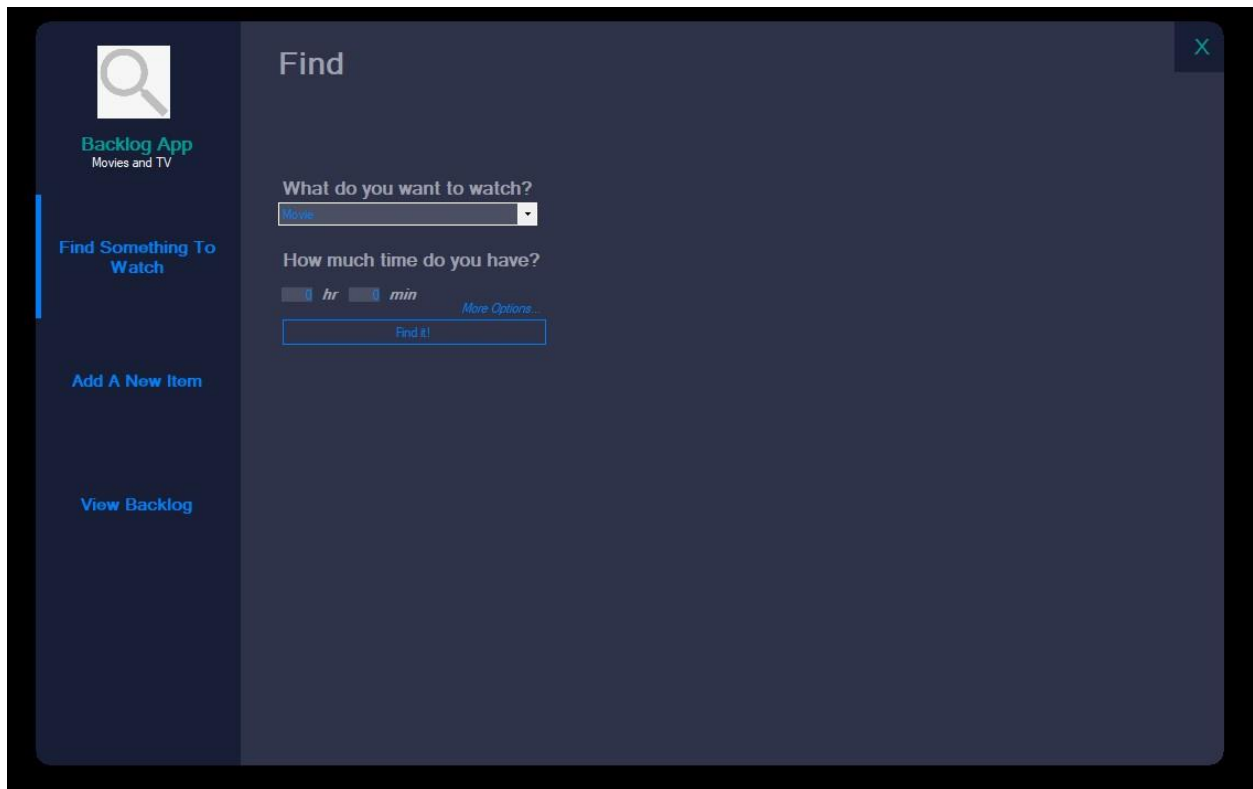 Find
X
Backlog App
Movies and TV
What do you want to watch?
Movie
Find Something To
Watch
How much time do you have?
0 hr 0 min
More Options...
Find it!
Add A New Item
View Backlog